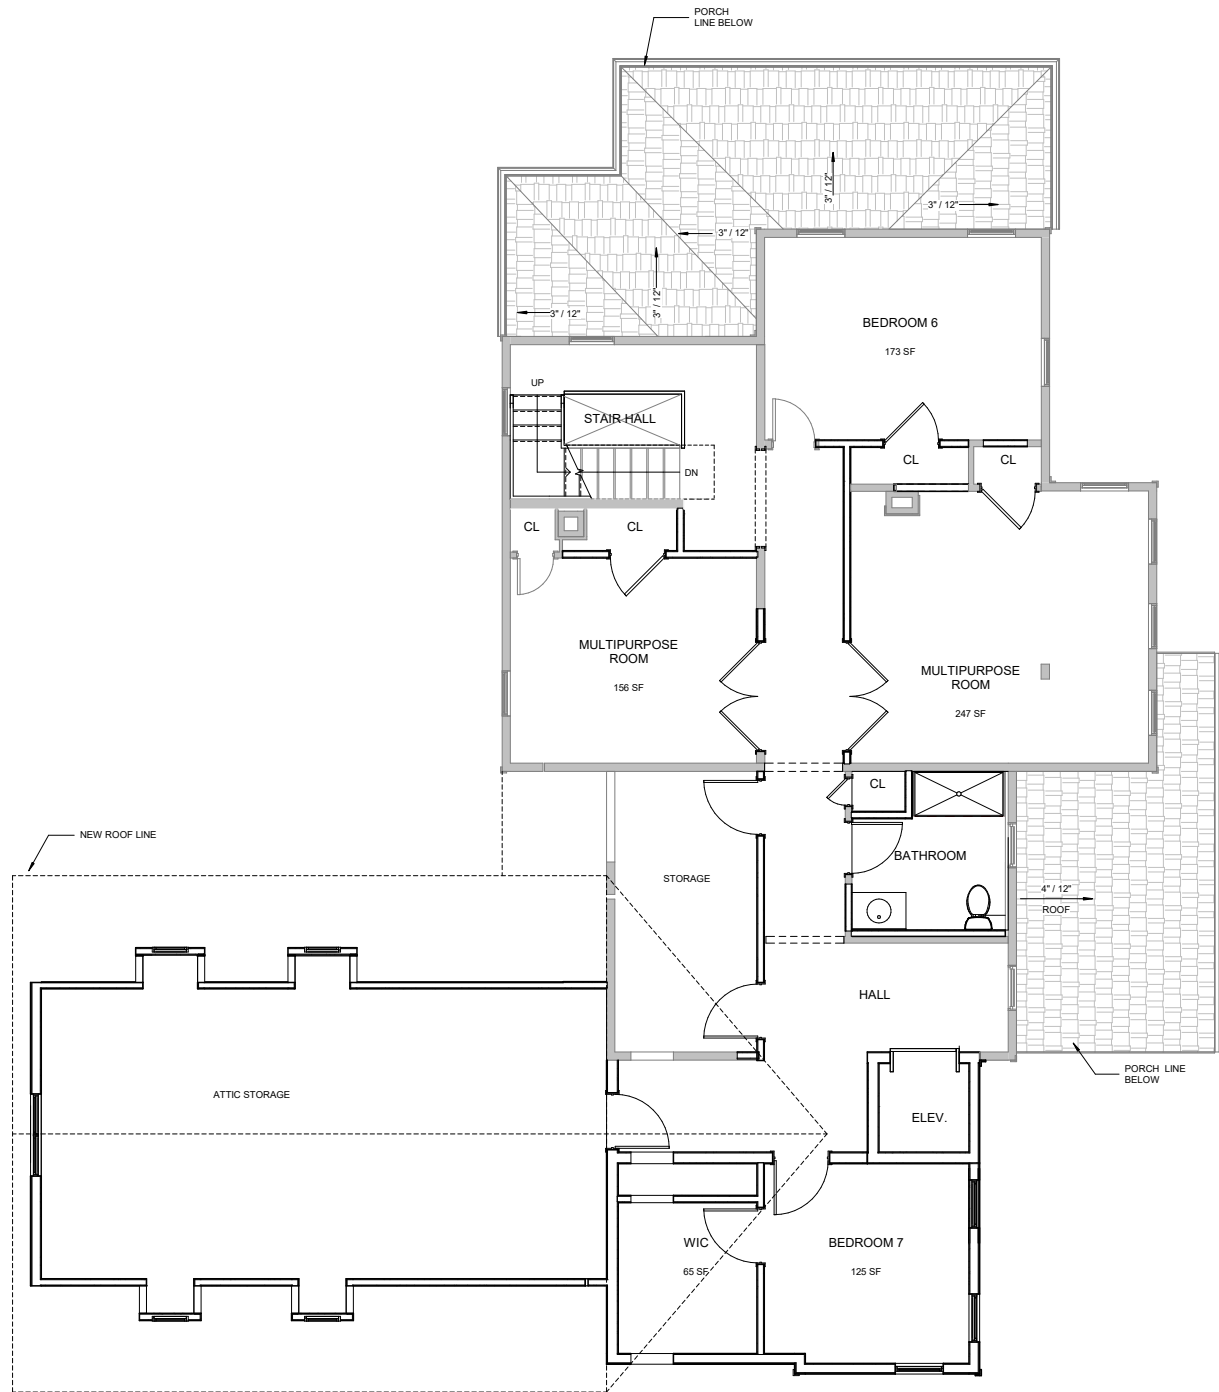 PORCH
LINE BELOW
3" / 12"
3" / 12"
3" / 12"
3" / 12"
3" / 12"
BEDROOM 6
173 SF
UP
STAIR HALL
DN
CL
CL
CL
CL
MULTIPURPOSE
ROOM
156 SF
MULTIPURPOSE
ROOM
247 SF
CL
NEW ROOF LINE
BATHROOM
STORAGE
4" / 12"
ROOF
HALL
PORCH LINE
BELOW
ATTIC STORAGE
ELEV.
WIC
65 SF
BEDROOM 7
125 SF